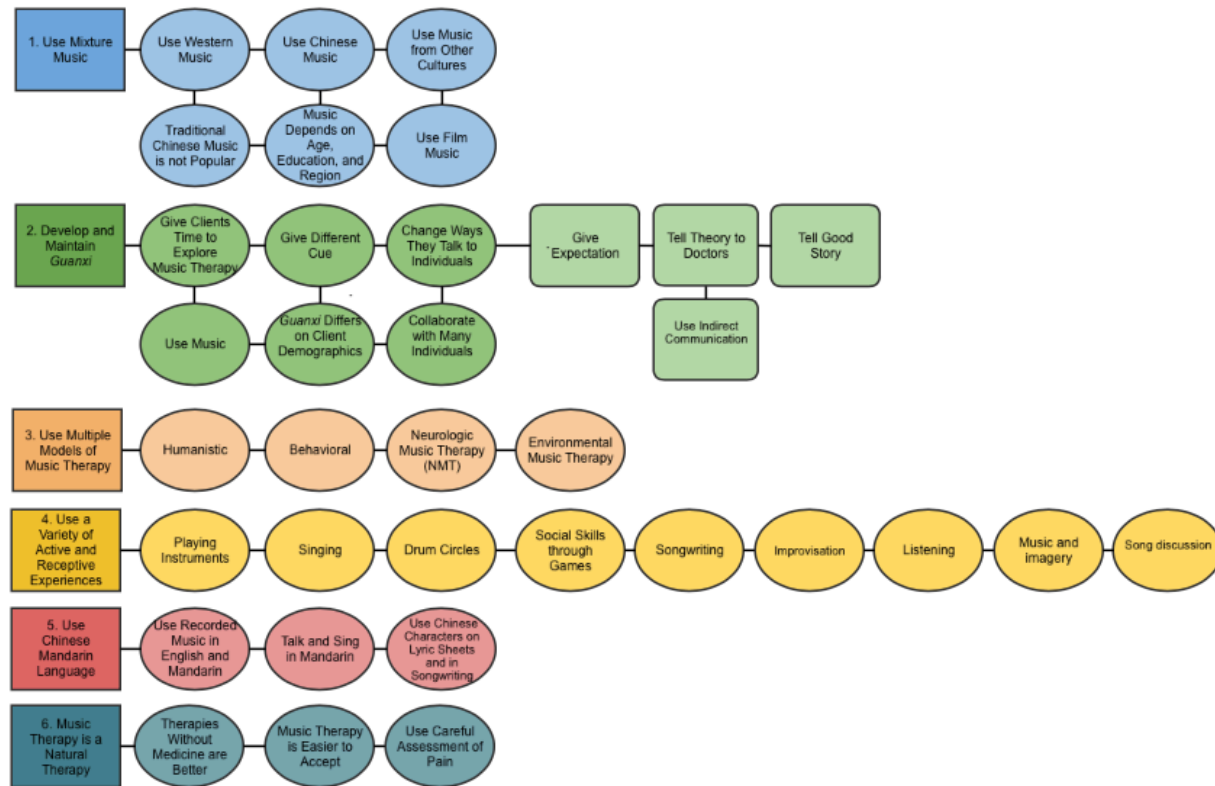 1. Use Mixture
Music
Use Western
Music
Use Chinese
Music
Use Music
from Other
Cultures
Traditional
Chinese Music
is not Popular
Music
Depends on
Age,
Education, and
Region
Use Film
Music
2. Develop and
Maintain
Guanxi
Give Clients
Time to
Explore
Music Therapy
Give Different
Cue
Change Ways
They Talk to
Individuals
Give
Expectation
Tell Theory to
Doctors
Tell Good
Story
Use Music
Guanxi Differs
on Client
Demographics
Collaborate
with Many
Individuals
Use Indirect
Communication
3. Use Multiple
Models of
Music Therapy
Humanistic
Behavioral
Neurologic
Music Therapy
(NMT)
Environmental
Music Therapy
4. Use a
Variety of
Active and
Receptive
Experiences
Playing
Instruments
Singing
Drum Circles
Social Skills
through
Games
Songwriting
Improvisation
Listening
Music and
imagery
Song discussion
5. Use
Chinese
Mandarin
Language
Use Recorded
Music in
English and
Mandarin
Talk and Sing
in Mandarin
Use Chinese
Characters on
Lyric Sheets
and in
Songwriting
6. Music
Therapy is a
Natural
Therapy
Therapies
Without
Medicine are
Better
Music Therapy
is Easier to
Accept
Use Careful
Assessment of
Pain